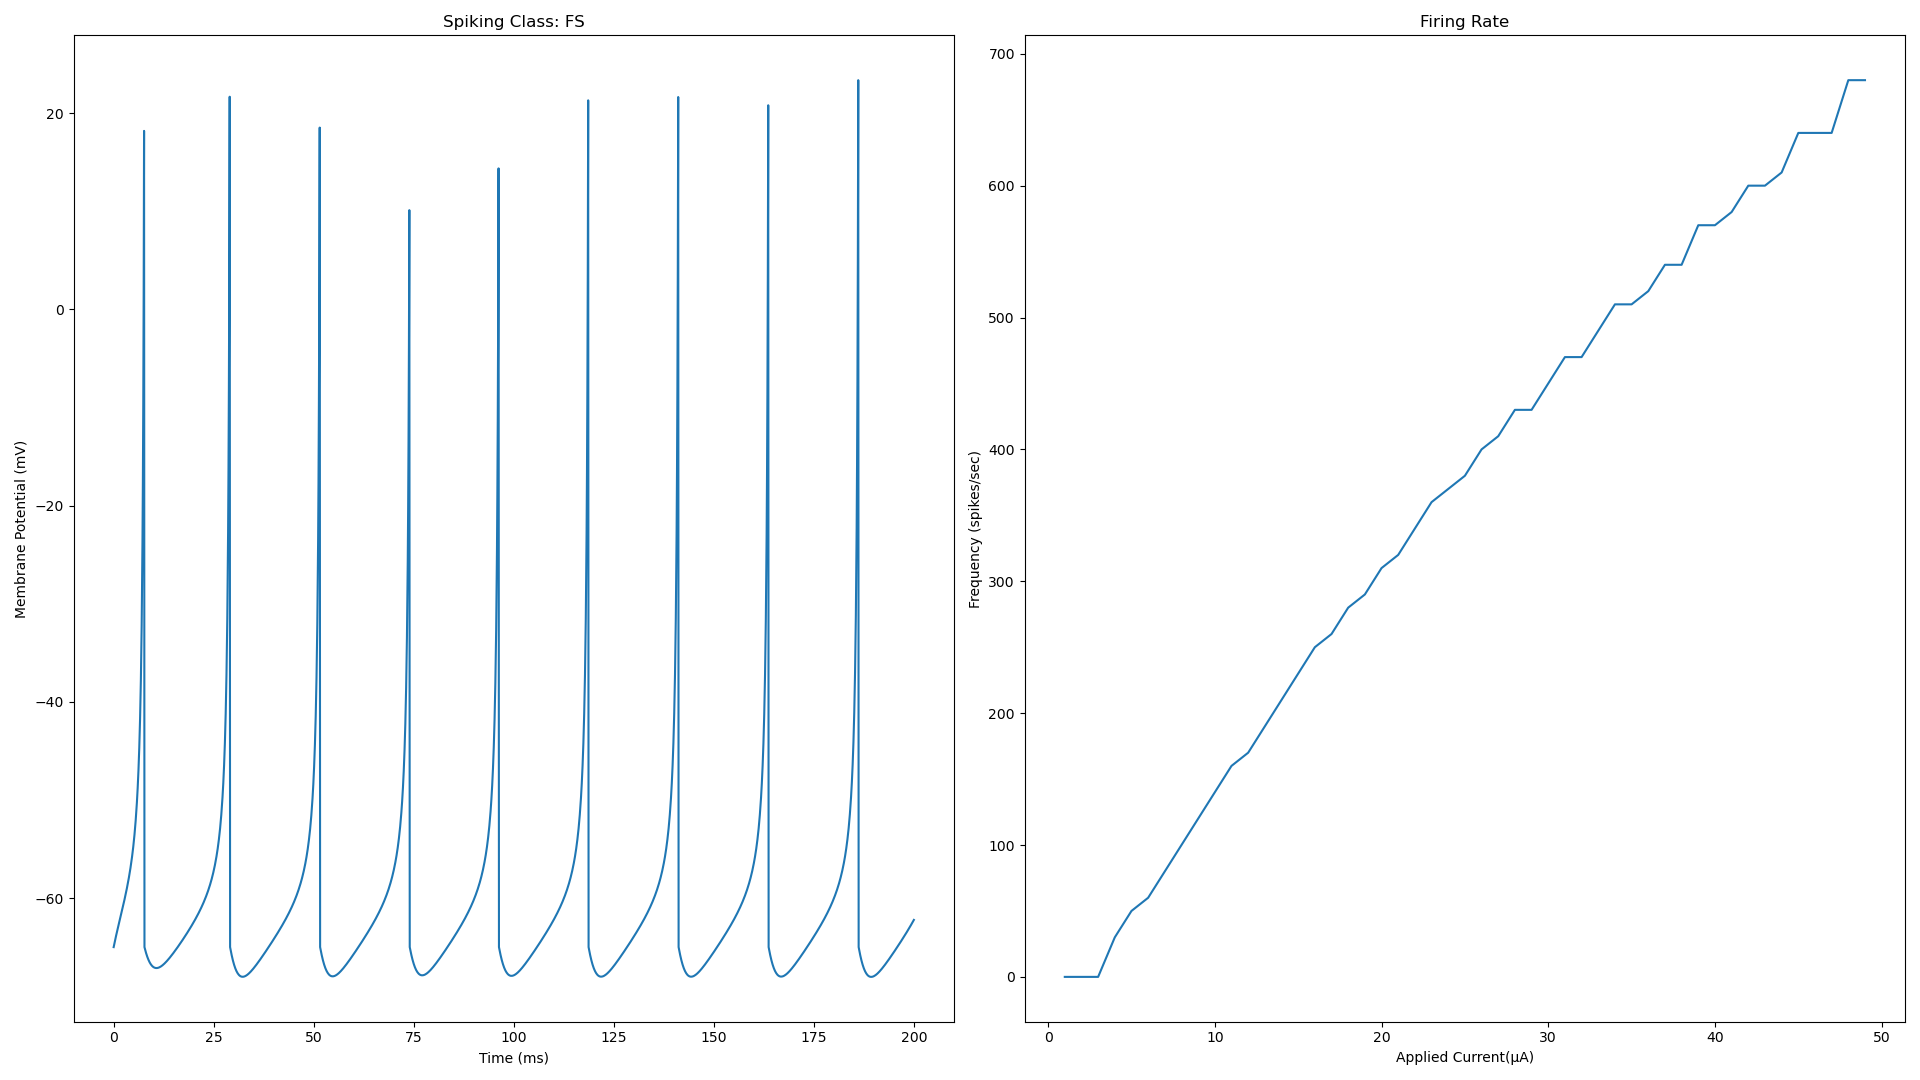 Spiking Class: FS
Membrane Potential (mV)
20
0
−20
−40
−60
0 25 50 75 100 125 150 175 200
Time (ms)
Firing Rate
Frequency (spikes/sec)
700
600
500
400
300
200
100
0
0 10 20 30 40 50
Applied Current(μA)